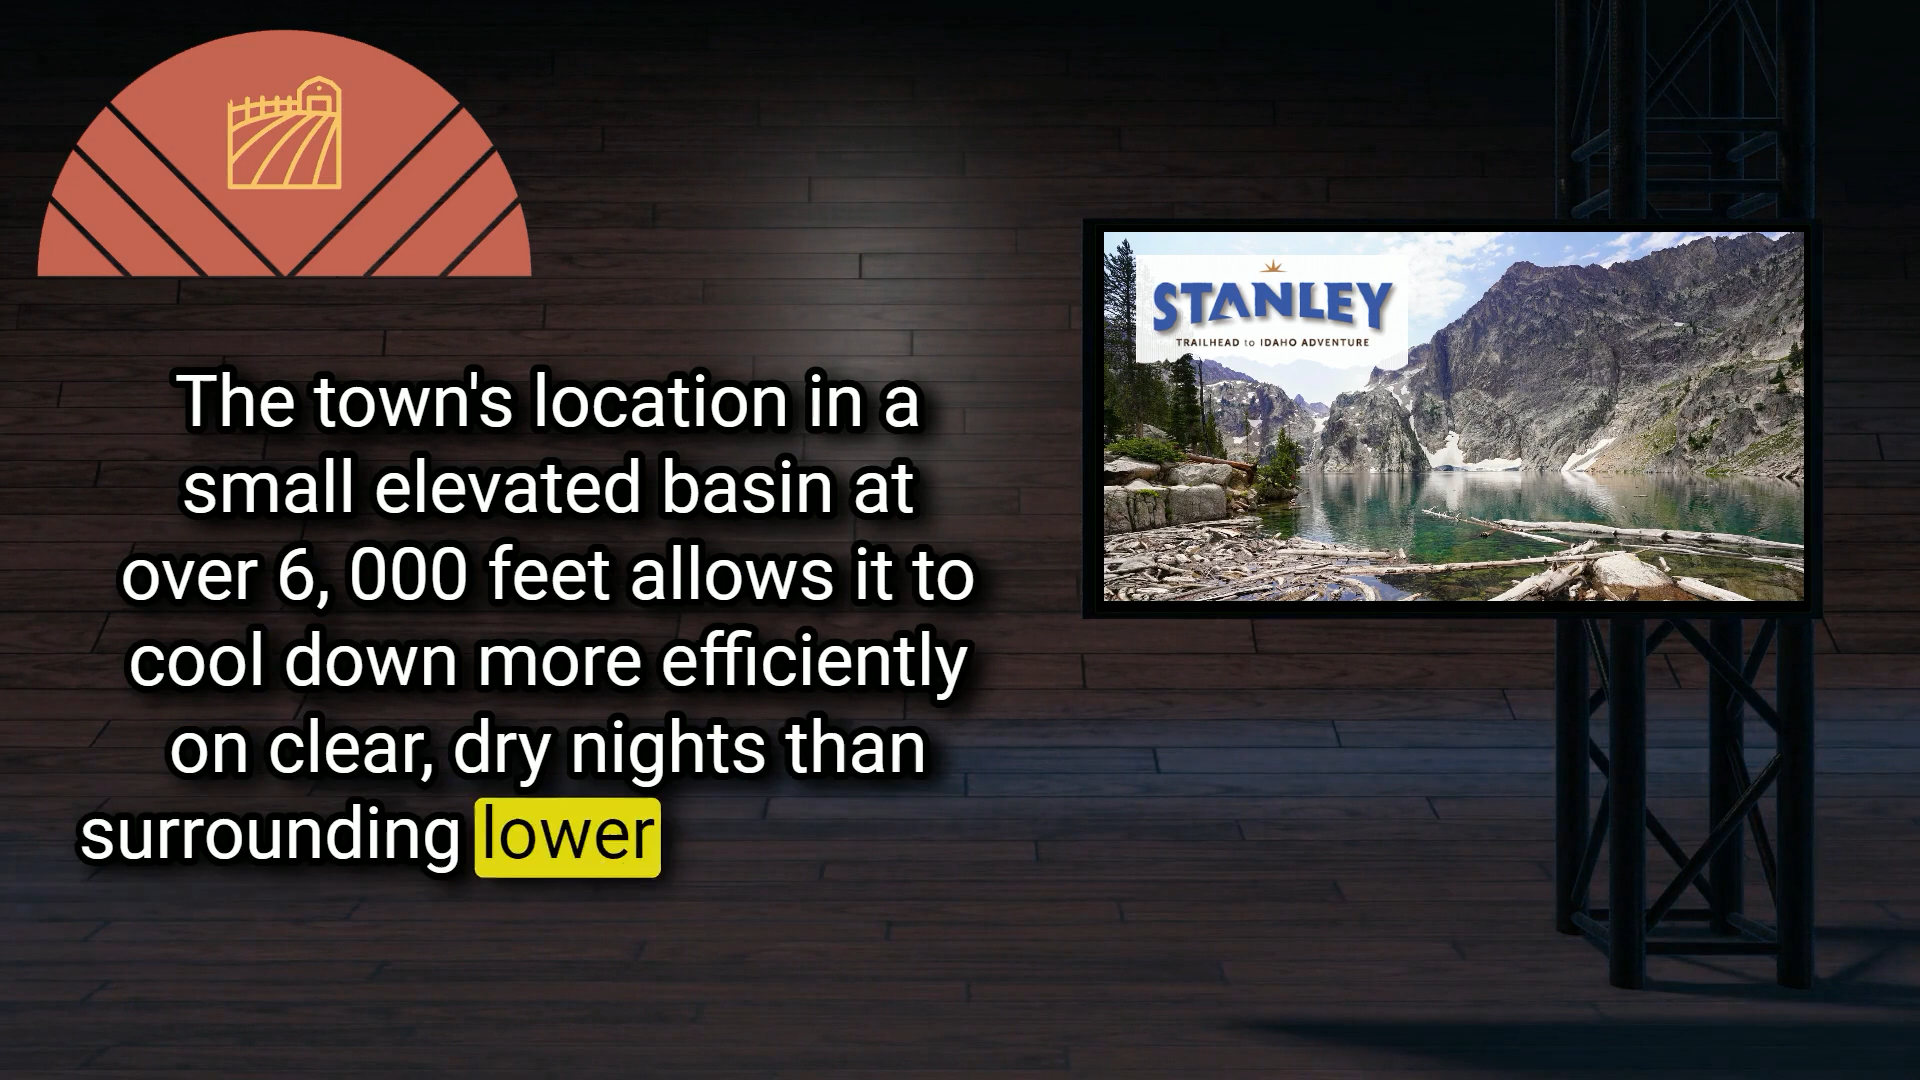 STANLEY
TRAILHEAD to IDAHO ADVENTURE
The town's location in a
small elevated basin at
over 6, 000 feet allows it to
cool down more efficiently
on clear, dry nights than
surrounding lower